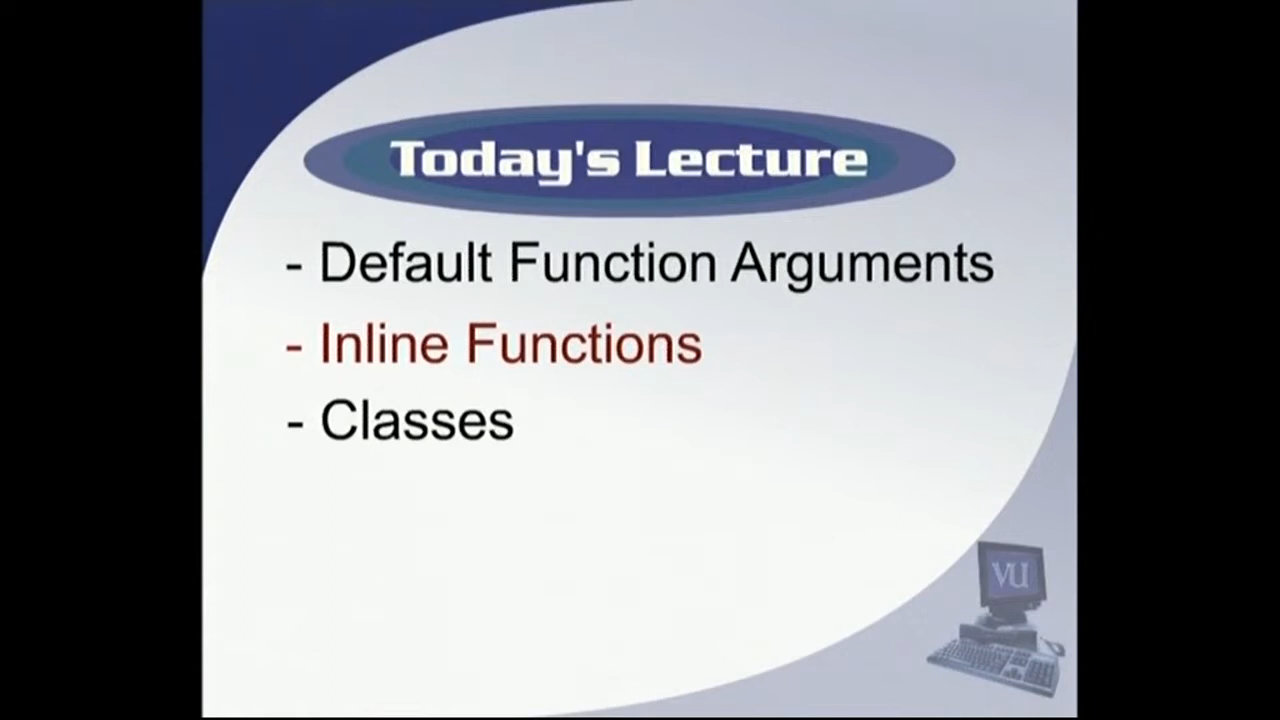 Today's Lecture
- Default Function Arguments
- Inline Functions
- Classes
VU